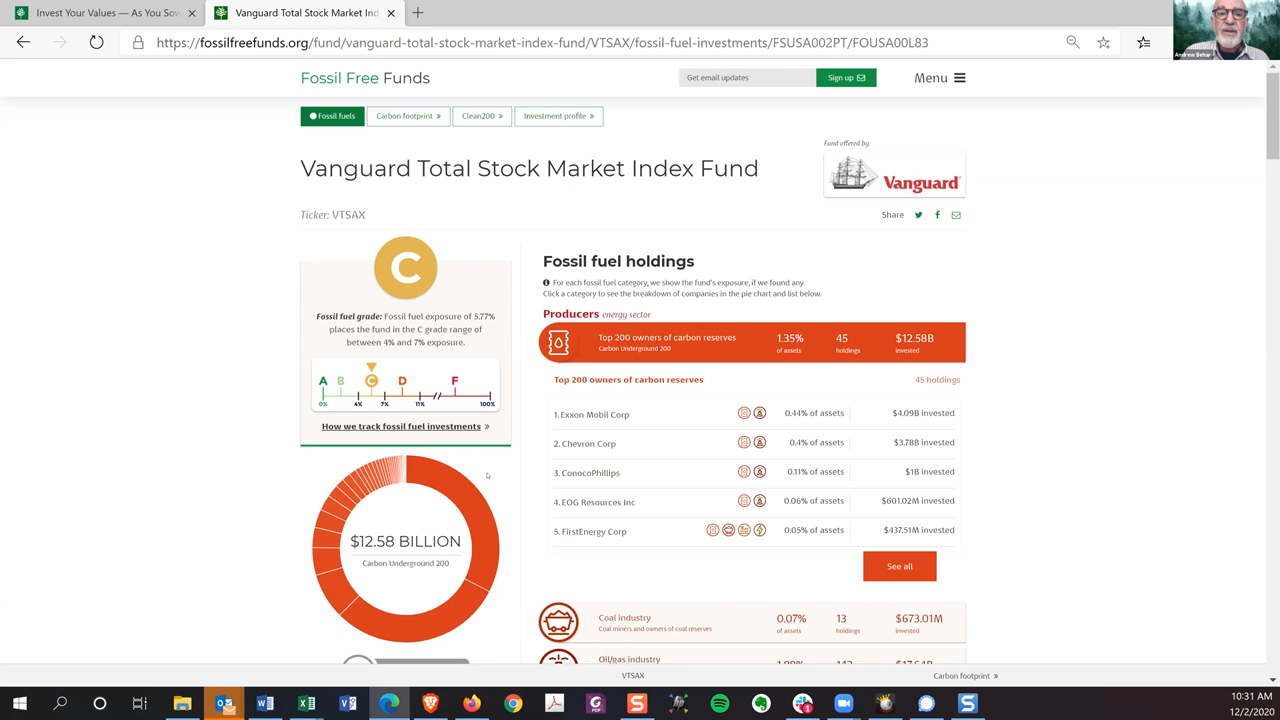 Invest Your Values — As You Sow
Vanguard Total Stock Market Ind
https://fossilfreefunds.org/fund/vanguard-total-stock-market-index-fund/VTSAX/fossil-fuel-investments/FSUSA002PT/FOUSA00L83
Andrew Behar
Fossil Free Funds
Get email updates
Sign up
Menu
Fossil fuels
Carbon footprint »
Clean200 »
Investment profile »
Fund offered by:
Vanguard Total Stock Market Index Fund
Vanguard
Ticker: VTSAX
Share
C
Fossil fuel grade: Fossil fuel exposure of 5.77%
places the fund in the C grade range of
between 4% and 7% exposure.
A B C D F
0% 4% 7% 11% 100%
How we track fossil fuel investments »
$12.58 BILLION
Carbon Underground 200
Fossil fuel holdings
For each fossil fuel category, we show the fund's exposure, if we found any.
Click a category to see the breakdown of companies in the pie chart and list below.
Producers energy sector
Top 200 owners of carbon reserves 1.35% 45 $12.58B
Carbon Underground 200 of assets holdings invested
Top 200 owners of carbon reserves 45 holdings
1. Exxon Mobil Corp 0.44% of assets $4.09B invested
2. Chevron Corp 0.4% of assets $3.78B invested
3. ConocoPhillips 0.11% of assets $1B invested
4. EOG Resources Inc 0.06% of assets $601.02M invested
5. FirstEnergy Corp 0.05% of assets $437.51M invested
See all
Coal industry 0.07% 13 $673.01M
Coal miners and owners of coal reserves of assets holdings invested
Oil/gas industry
VTSAX
Carbon footprint »
10:31 AM
12/2/2020